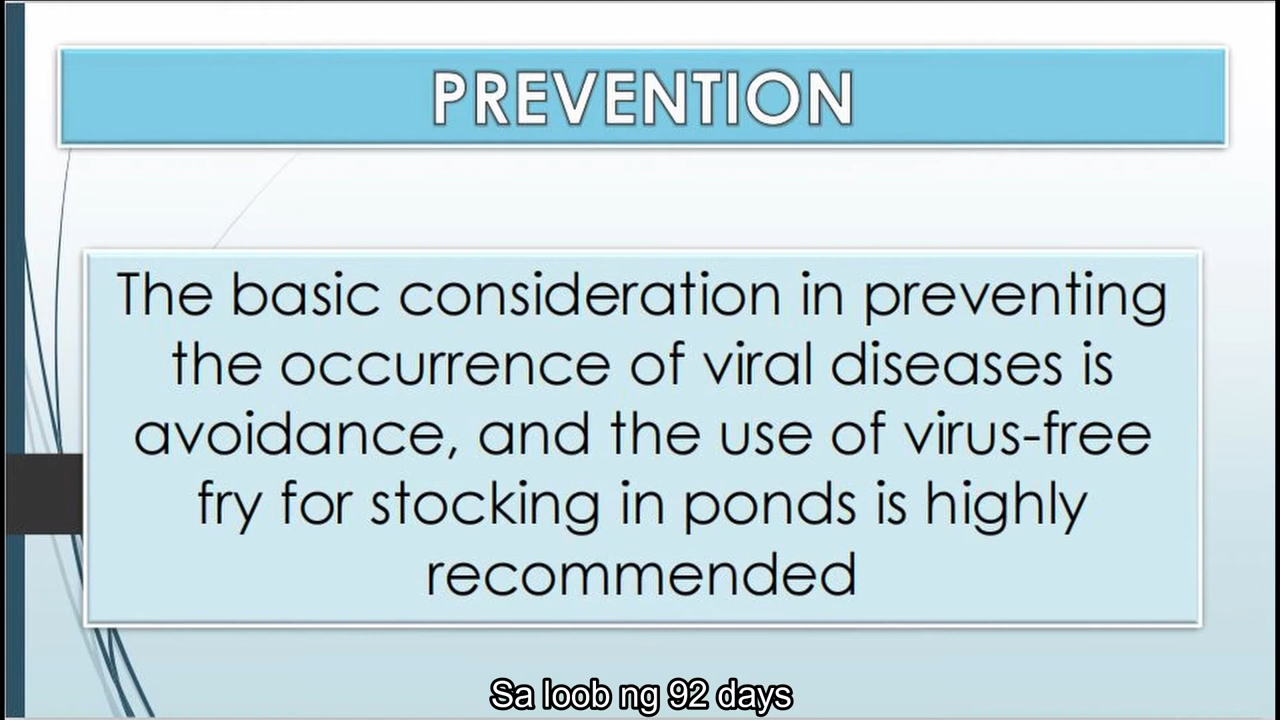 PREVENTION
The basic consideration in preventing
the occurrence of viral diseases is
avoidance, and the use of virus-free
fry for stocking in ponds is highly
recommended
Sa loob ng 92 days